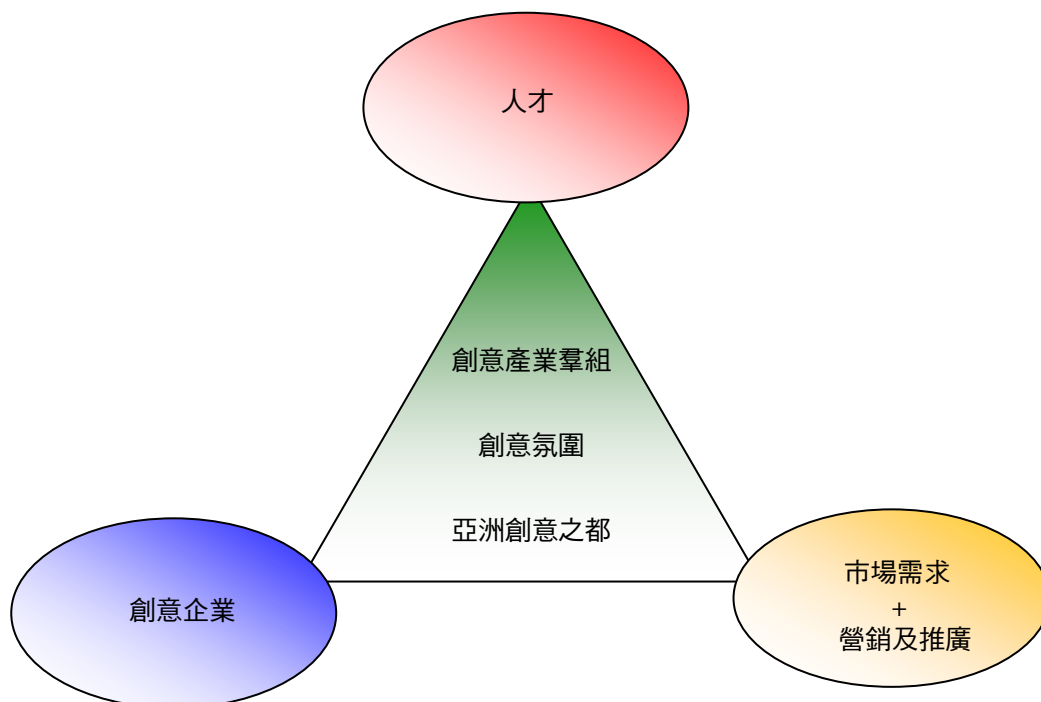 人才
創意產業羣組
創意氛圍
亞洲創意之都
創意企業
市場需求
+
營銷及推廣